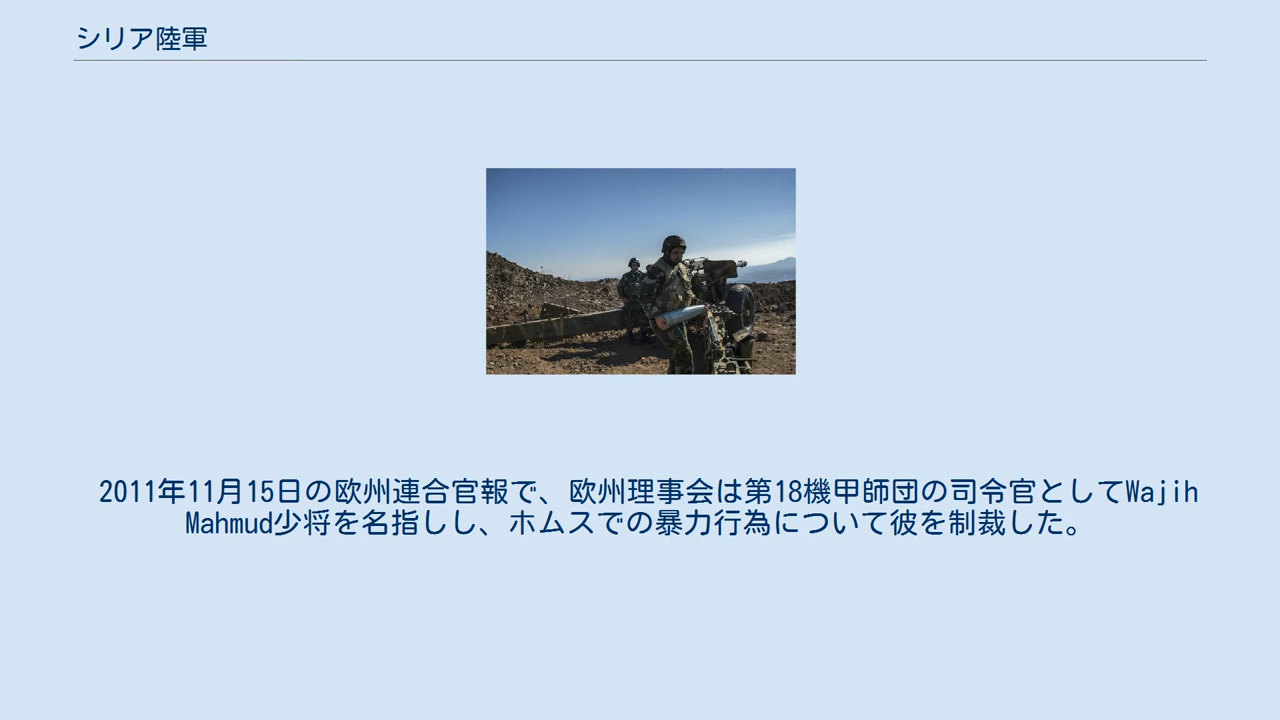 シリア陸軍
2011年11月15日の欧州連合官報で、欧州理事会は第18機甲師団の司令官としてWajih
Mahmud少将を名指しし、ホムスでの暴力行為について彼を制裁した。